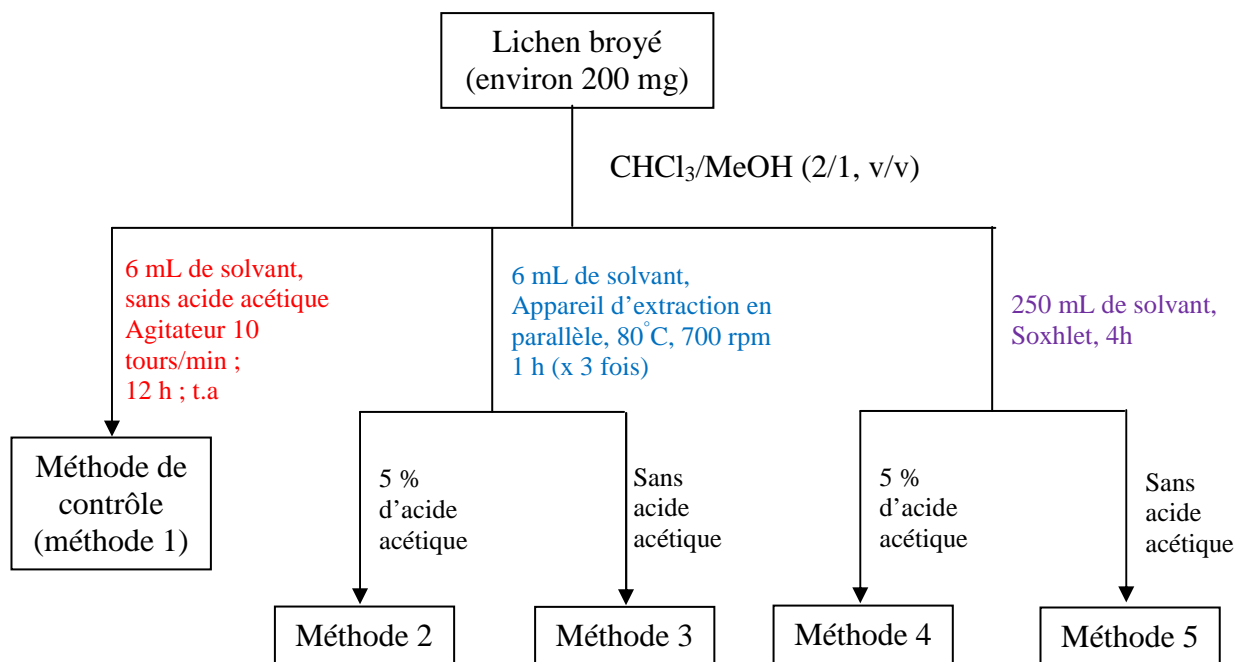 Lichen broyé
(environ 200 mg)
CHCl₃/MeOH (2/1, v/v)
6 mL de solvant,
sans acide acétique
Agitateur 10
tours/min ;
12 h ; t.a
6 mL de solvant,
Appareil d’extraction en
parallèle, 80°C, 700 rpm
1 h (x 3 fois)
250 mL de solvant,
Soxhlet, 4h
Méthode de
contrôle
(méthode 1)
5 %
d’acide
acétique
Sans
acide
acétique
5 %
d’acide
acétique
Sans
acide
acétique
Méthode 2
Méthode 3
Méthode 4
Méthode 5